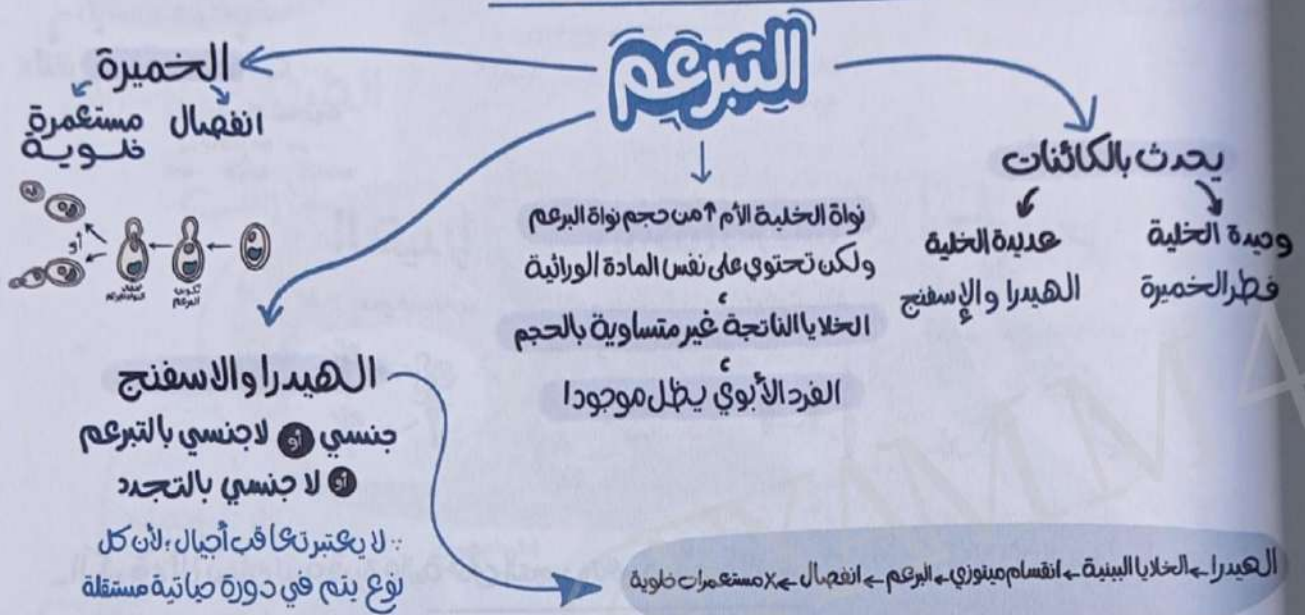 التبرعم
يحدث بالكائنات
وحيدة الخلية
فطر الخميرة
عديدة الخلية
الهيدرا والإسفنج
نواة الخلية الأم ↑ من حجم نواة البرعم
ولكن تحتوي على نفس المادة الوراثية
،
الخلايا الناتجة غير متساوية بالحجم
،
الفرد الأبوي يظل موجودا
الخميرة
انفصال
مستعمرة
خلوية
تكوين
البرعم
أو
الهيدرا والاسفنج
جنسي أو لاجنسي بالتبرعم
أو لا جنسي بالتجدد
∵ لا يعتبر تعاقب أجيال ؛ لأن كل
نوع يتم في دورة حياتية مستقلة
الهيدرا ← الخلايا البينية ← انقسام ميتوزي ← البرعم ← انفصال ← X مستعمرات خلوية